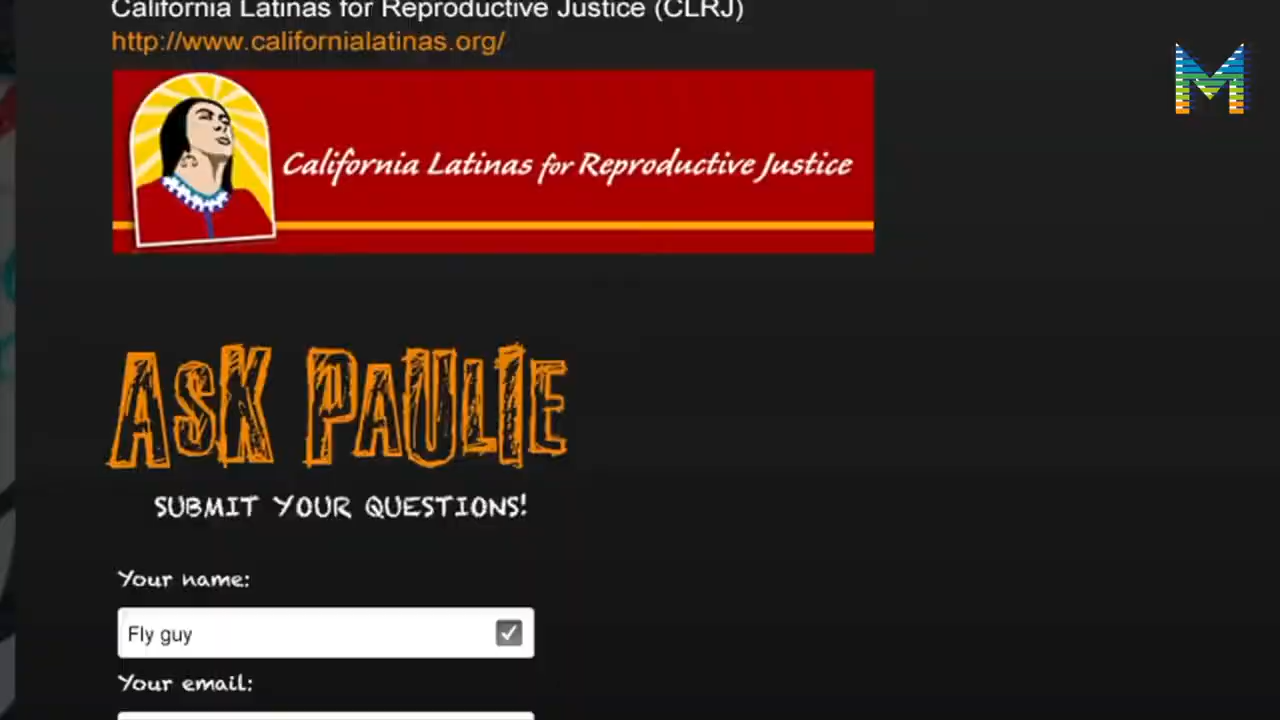 California Latinas for Reproductive Justice (CLRJ)
http://www.californialatinas.org/
California Latinas for Reproductive Justice
M
ASK PAULIE
SUBMIT YOUR QUESTIONS!
Your name:
Fly guy
Your email: